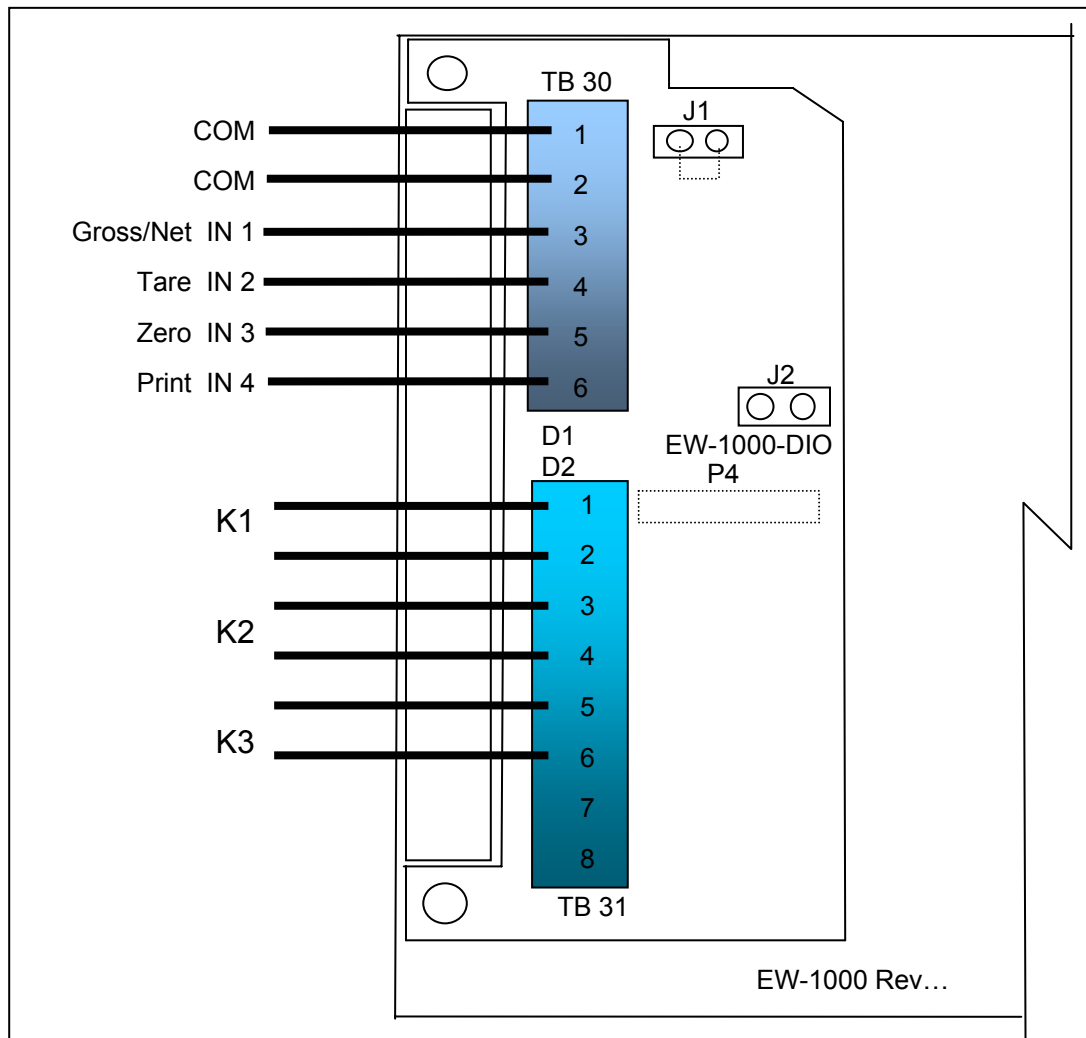 TB 30
J1
COM 1
COM 2
Gross/Net IN 1 3
Tare IN 2 4
Zero IN 3 5
Print IN 4 6
J2
D1
EW-1000-DIO
D2
P4
K1
1
2
K2
3
4
K3
5
6
7
8
TB 31
EW-1000 Rev…